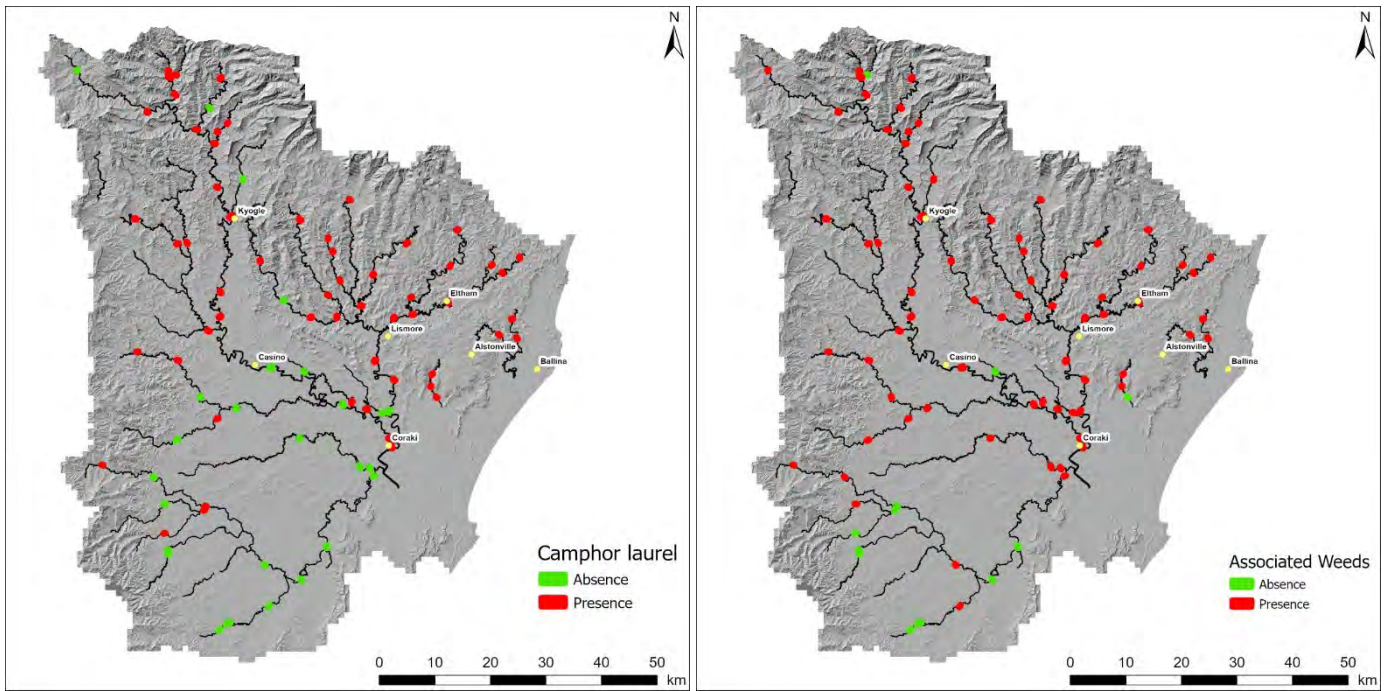 N
Kyogle
Eltham
Lismore
Alstonville
Casino
Ballina
Coraki
Camphor laurel
Absence
Presence
0 10 20 30 40 50
km
N
Kyogle
Eltham
Lismore
Alstonville
Casino
Ballina
Coraki
Associated Weeds
Absence
Presence
0 10 20 30 40 50
km